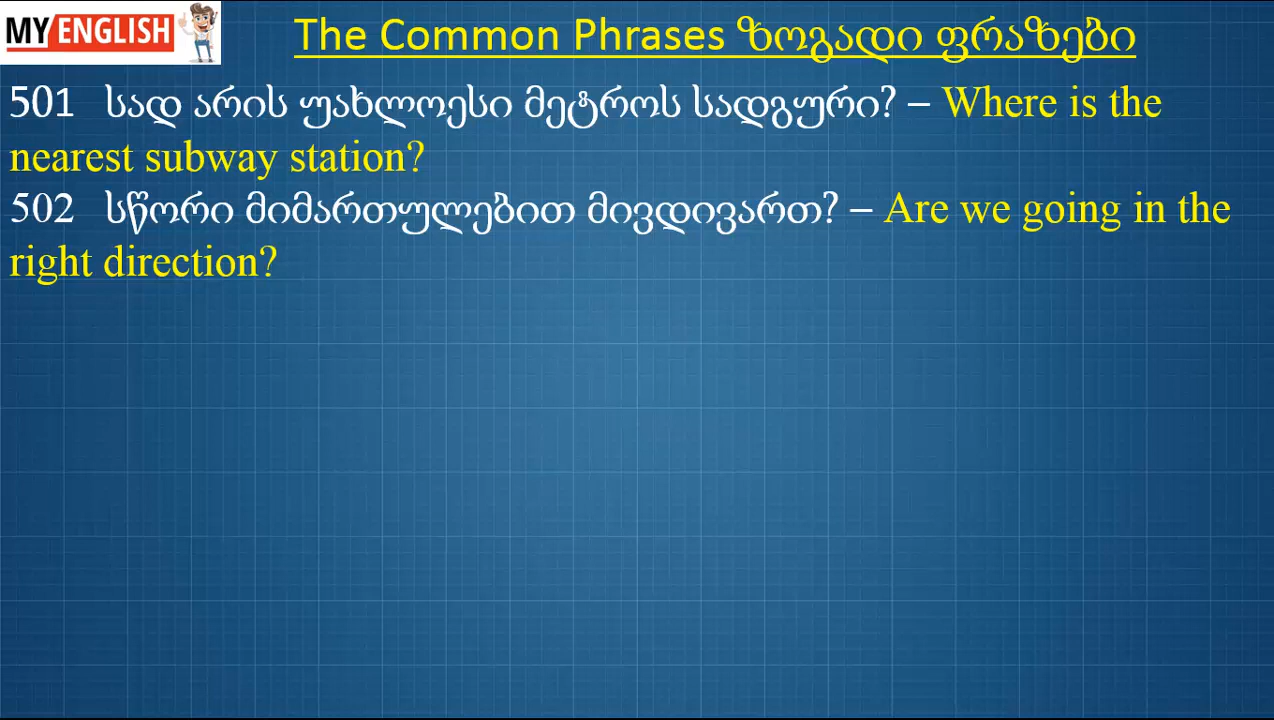 MY ENGLISH
The Common Phrases ზოგადი ფრაზები
501 სად არის უახლოესი მეტროს სადგური? – Where is the
nearest subway station?
502 სწორი მიმართულებით მივდივართ? – Are we going in the
right direction?